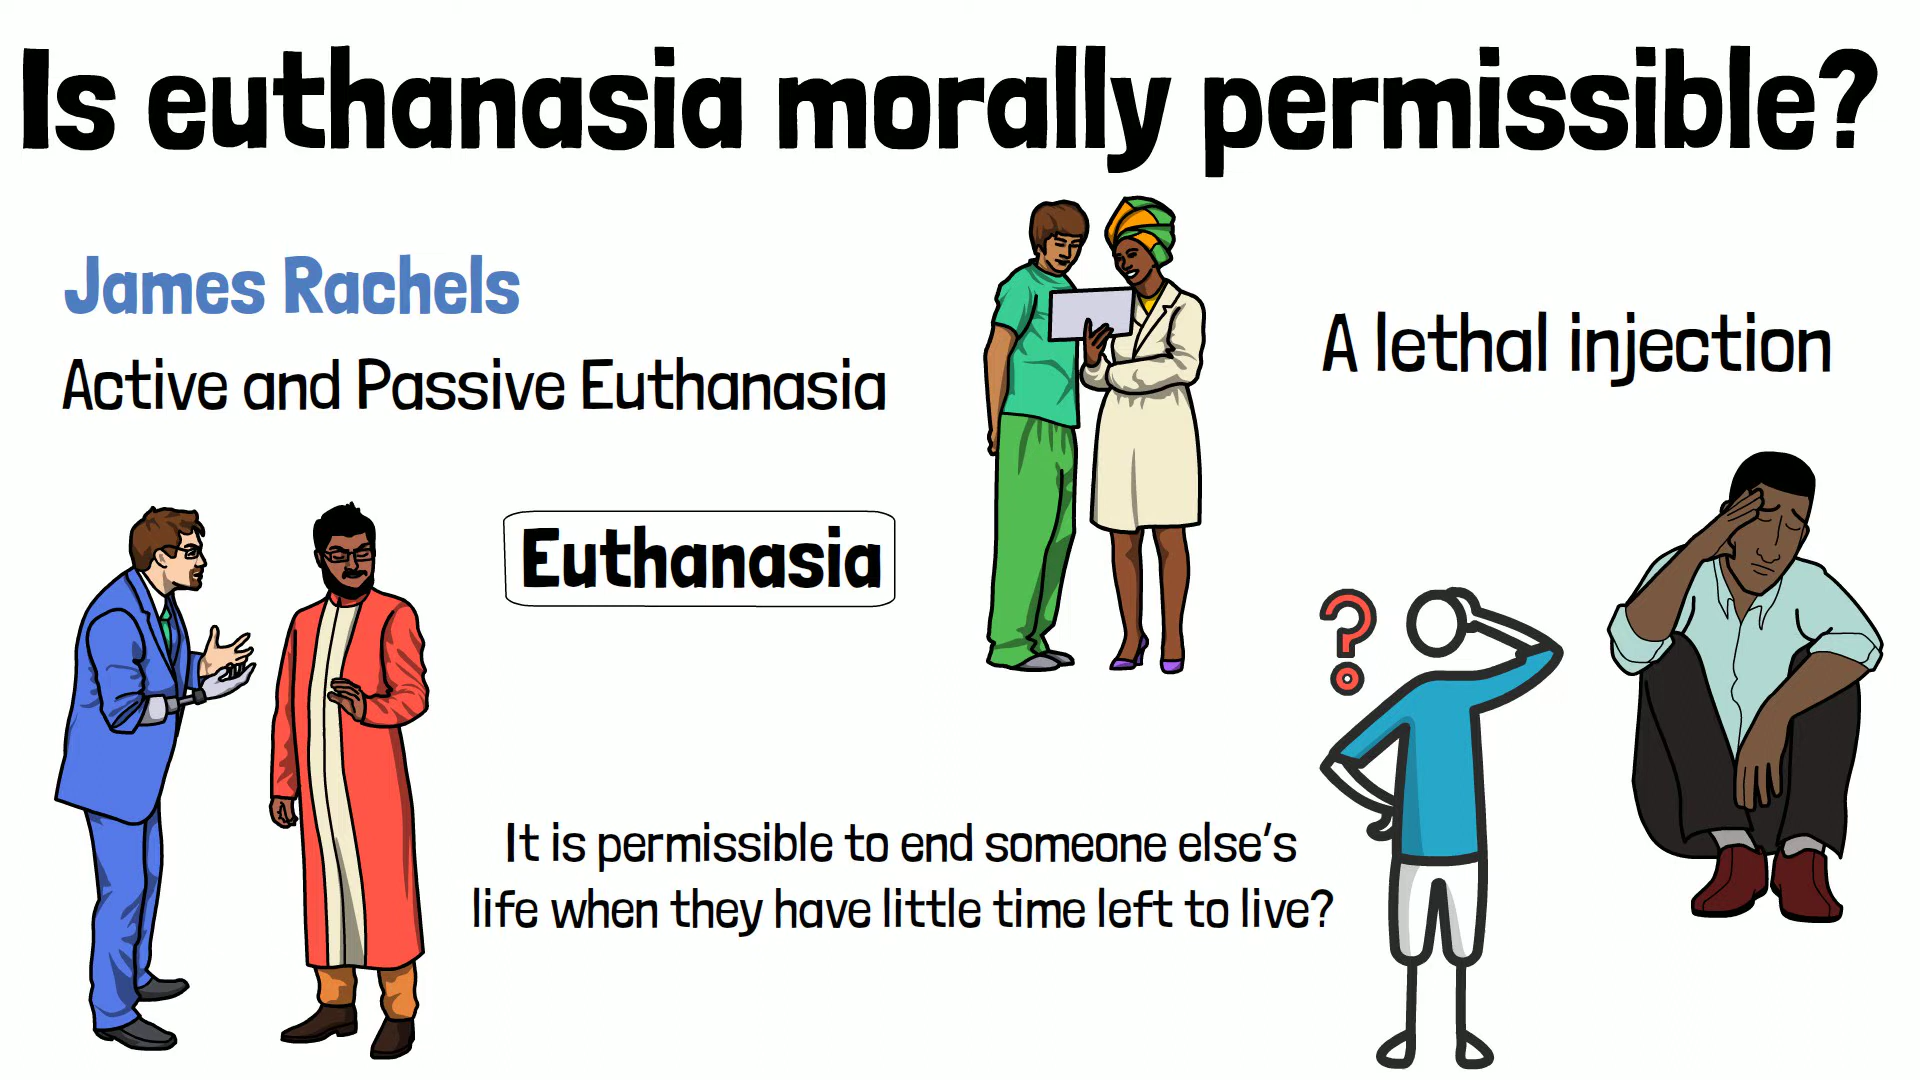 Is euthanasia morally permissible?
James Rachels
Active and Passive Euthanasia
A lethal injection
Euthanasia
?
It is permissible to end someone else's
life when they have little time left to live?